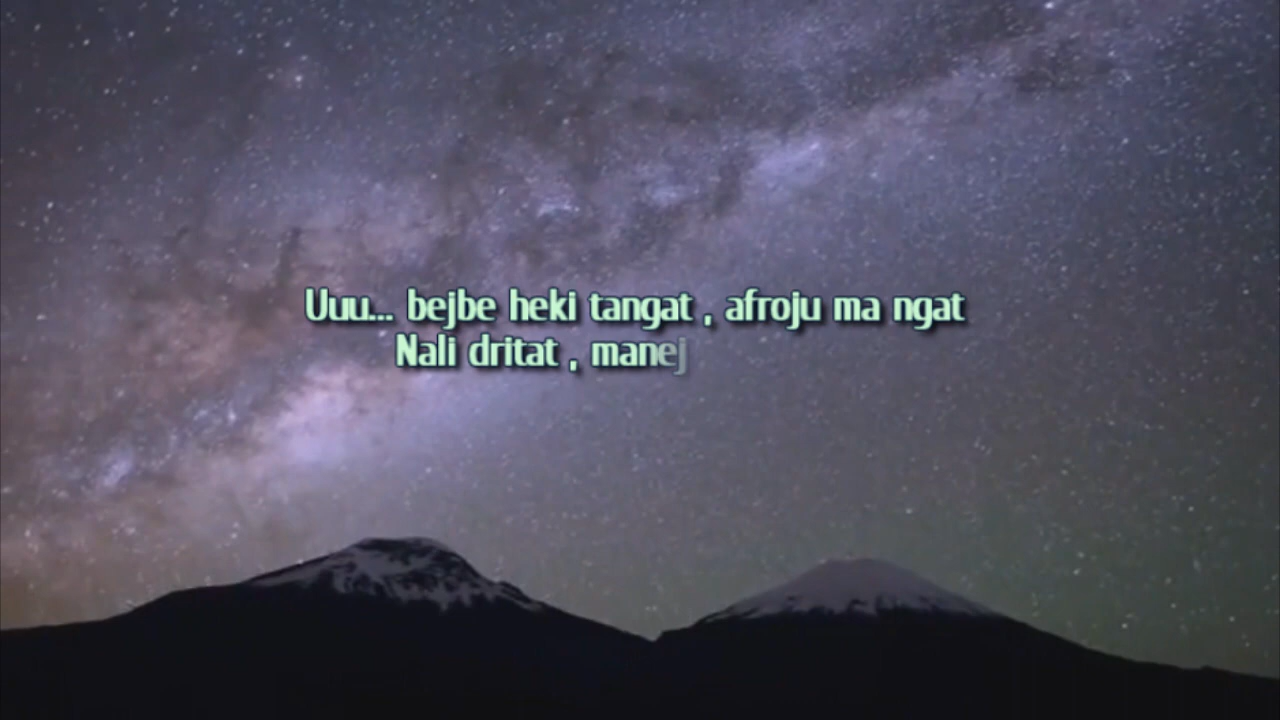 Uuu... bejbe heki tangat , afroju ma ngat
Nali dritat , manej